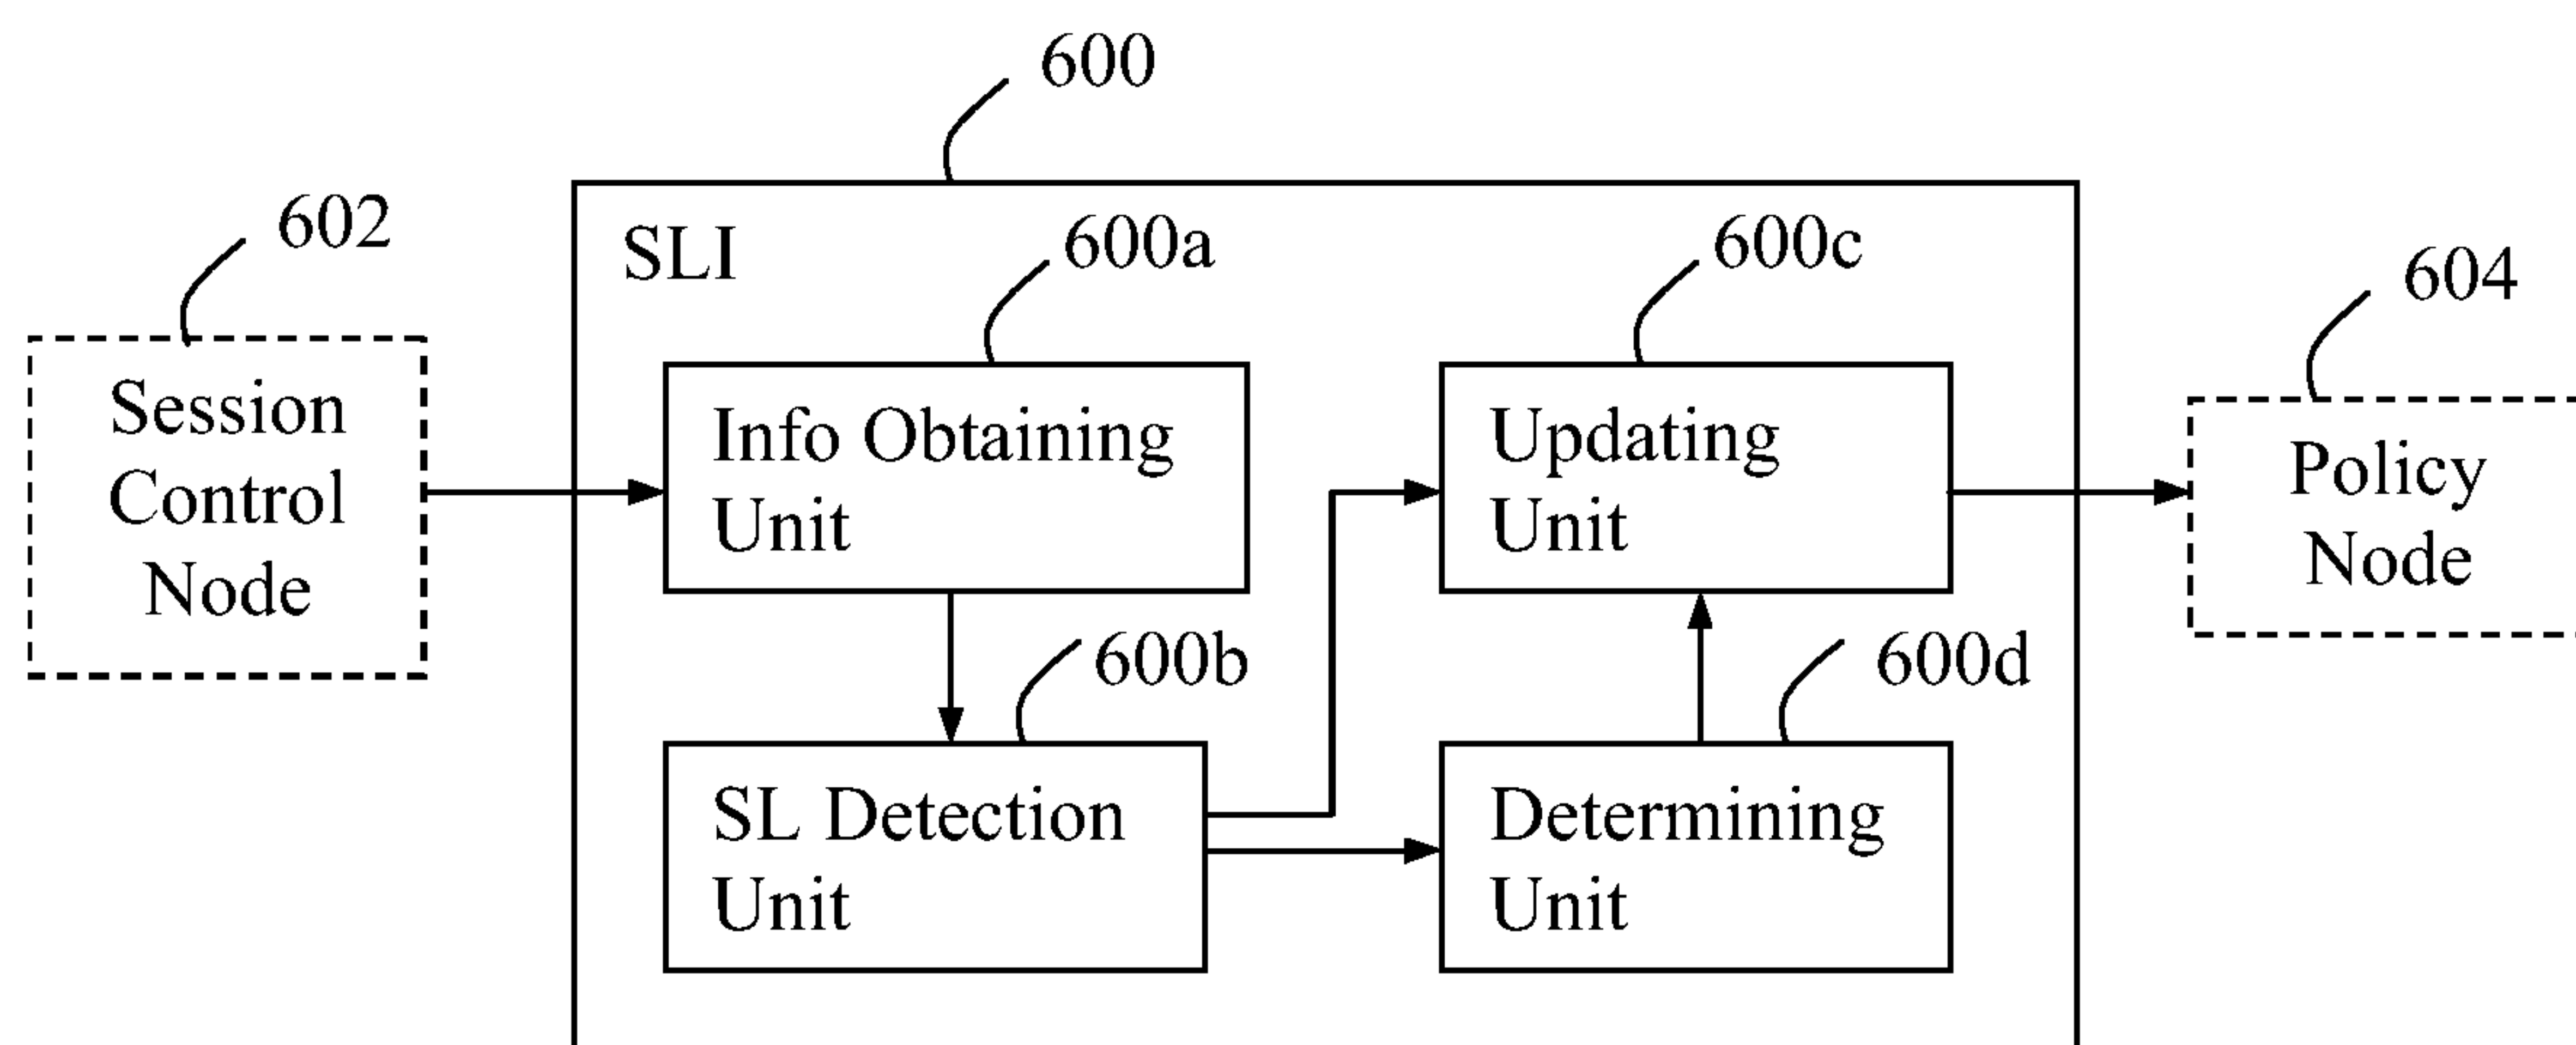 600
602
SLI
600a
600c
604
Session
Control
Node
Info Obtaining
Unit
Updating
Unit
Policy
Node
600b
600d
SL Detection
Unit
Determining
Unit